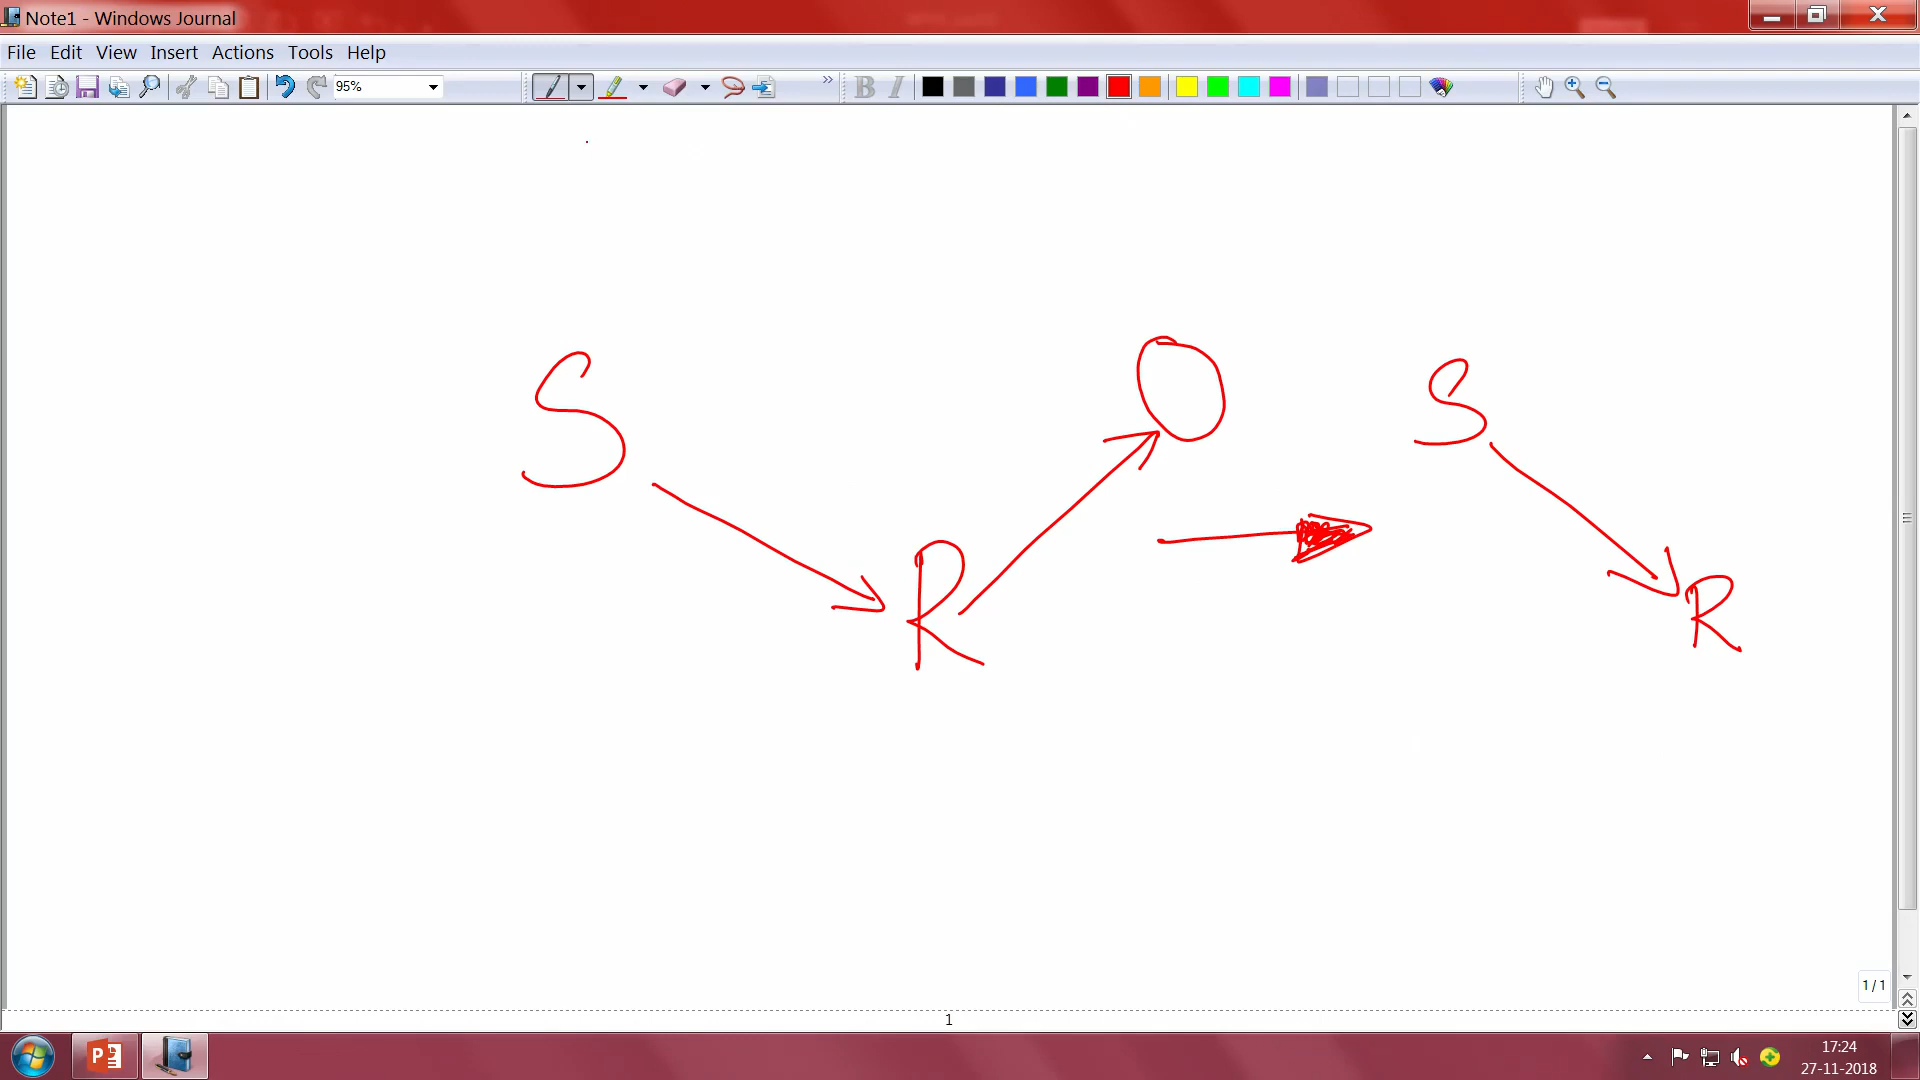 Note1 - Windows Journal
File Edit View Insert Actions Tools Help
95% B I
S O S
R R
1 / 1
1
17:24
27-11-2018